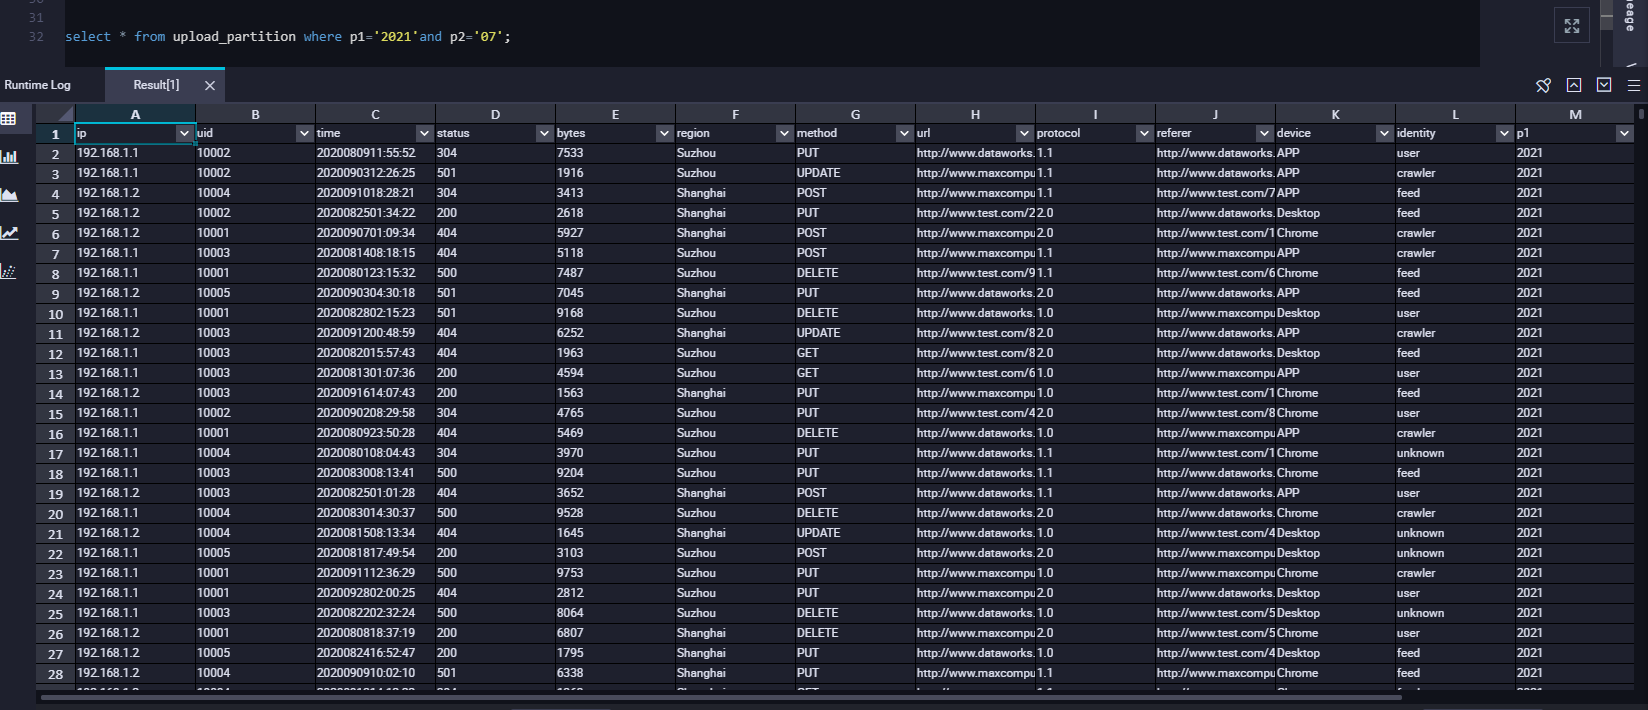 31
32 select * from upload_partition where p1='2021'and p2='07';
Runtime Log Result[1]
A B C D E F G H I J K L M
1 ip uid time status bytes region method url protocol referer device identity p1
2 192.168.1.1 10002 2020080911:55:52 304 7533 Suzhou PUT http://www.dataworks. 1.1 http://www.dataworks. APP user 2021
3 192.168.1.1 10002 2020090312:26:25 501 1916 Suzhou UPDATE http://www.maxcompu 1.1 http://www.dataworks. APP crawler 2021
4 192.168.1.2 10004 2020091018:28:21 304 3413 Shanghai POST http://www.maxcompu 1.1 http://www.test.com/7 APP feed 2021
5 192.168.1.2 10002 2020082501:34:22 200 2618 Shanghai PUT http://www.test.com/2 2.0 http://www.dataworks. Desktop feed 2021
6 192.168.1.2 10001 2020090701:09:34 404 5927 Shanghai POST http://www.maxcompu 2.0 http://www.test.com/1 Chrome crawler 2021
7 192.168.1.1 10003 2020081408:18:15 404 5118 Suzhou POST http://www.maxcompu 1.1 http://www.maxcompu APP crawler 2021
8 192.168.1.1 10001 2020080123:15:32 500 7487 Suzhou DELETE http://www.test.com/9 1.1 http://www.test.com/6 Chrome feed 2021
9 192.168.1.2 10005 2020090304:30:18 501 7045 Shanghai PUT http://www.dataworks. 2.0 http://www.dataworks. APP feed 2021
10 192.168.1.1 10001 2020082802:15:23 501 9168 Suzhou DELETE http://www.dataworks. 1.0 http://www.maxcompu Desktop user 2021
11 192.168.1.2 10003 2020091200:48:59 404 6252 Shanghai UPDATE http://www.test.com/8 2.0 http://www.dataworks. APP crawler 2021
12 192.168.1.1 10003 2020082015:57:43 404 1963 Suzhou GET http://www.test.com/8 2.0 http://www.dataworks. Desktop feed 2021
13 192.168.1.1 10003 2020081301:07:36 200 4594 Suzhou GET http://www.test.com/6 1.0 http://www.maxcompu APP user 2021
14 192.168.1.2 10003 2020091614:07:43 200 1563 Shanghai PUT http://www.maxcompu 1.0 http://www.test.com/1 Chrome feed 2021
15 192.168.1.1 10002 2020090208:29:58 304 4765 Suzhou PUT http://www.test.com/4 2.0 http://www.test.com/8 Chrome user 2021
16 192.168.1.1 10001 2020080923:50:28 404 5469 Suzhou DELETE http://www.dataworks. 1.0 http://www.maxcompu APP crawler 2021
17 192.168.1.1 10004 2020080108:04:43 304 3970 Suzhou PUT http://www.dataworks. 1.1 http://www.test.com/1 Chrome unknown 2021
18 192.168.1.1 10003 2020083008:13:41 500 9204 Suzhou PUT http://www.dataworks. 1.1 http://www.dataworks. Chrome feed 2021
19 192.168.1.2 10003 2020082501:01:28 404 3652 Shanghai POST http://www.dataworks. 1.1 http://www.dataworks. APP user 2021
20 192.168.1.1 10004 2020083014:30:37 500 9528 Suzhou DELETE http://www.dataworks. 2.0 http://www.dataworks. Chrome crawler 2021
21 192.168.1.2 10004 2020081508:13:34 404 1645 Shanghai UPDATE http://www.dataworks. 1.0 http://www.test.com/4 Desktop unknown 2021
22 192.168.1.1 10005 2020081817:49:54 200 3103 Suzhou POST http://www.dataworks. 2.0 http://www.maxcompu Desktop unknown 2021
23 192.168.1.1 10001 2020091112:36:29 500 9753 Suzhou PUT http://www.maxcompu 1.0 http://www.maxcompu Chrome crawler 2021
24 192.168.1.1 10001 2020092802:00:25 404 2812 Suzhou PUT http://www.maxcompu 2.0 http://www.dataworks. Desktop user 2021
25 192.168.1.1 10003 2020082202:32:24 500 8064 Suzhou DELETE http://www.dataworks. 1.0 http://www.test.com/5 Desktop unknown 2021
26 192.168.1.2 10001 2020080818:37:19 200 6807 Shanghai DELETE http://www.maxcompu 2.0 http://www.test.com/5 Chrome user 2021
27 192.168.1.2 10005 2020082416:52:47 200 1795 Shanghai PUT http://www.dataworks. 1.0 http://www.test.com/4 Desktop feed 2021
28 192.168.1.2 10004 2020090910:02:10 501 6338 Shanghai PUT http://www.maxcompu 1.1 http://www.dataworks. Chrome feed 2021